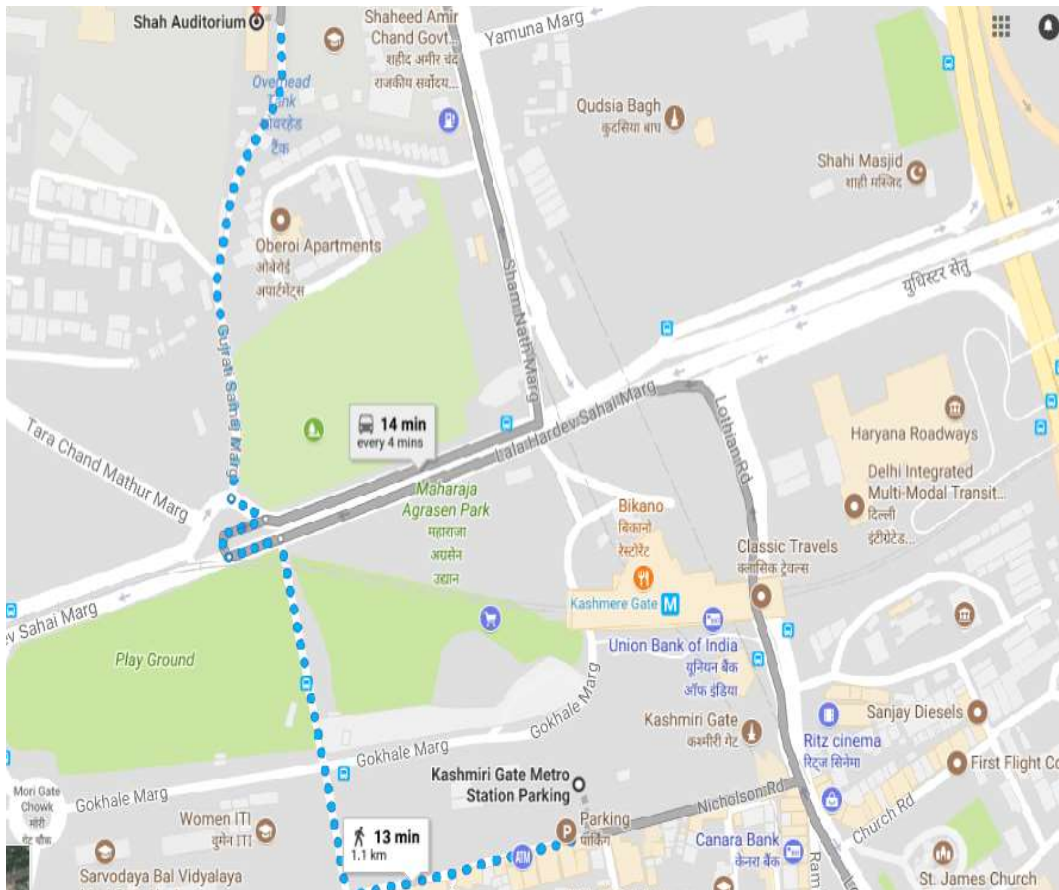 Shah Auditorium
Shaheed Amir
Chand Govt...
शहीद अमीर चंद
राजकीय सर्वोदय...
Yamuna Marg
Overhead
Tank
ओवरहेड
टैंक
Qudsia Bagh
कुदसिया बाघ
Shahi Masjid
शाही मस्जिद
Oberoi Apartments
ओबेरॉई
अपार्टमेंट्स
युधिस्टर सेतु
Sham Nath Marg
Gujrati Samaj Marg
14 min
every 4 mins
Lala Hardev Sahai Marg
Lothian Rd
Haryana Roadways
Tara Chand Mathur Marg
Delhi Integrated
Multi-Modal Transit...
दिल्ली
इंटीग्रेटेड...
Maharaja
Agrasen Park
महाराजा
अग्रसेन
उद्यान
Bikano
बिकानो
रेस्टोरेंट
Classic Travels
क्लासिक ट्रेवल्स
Kashmere Gate M
ev Sahai Marg
Union Bank of India
यूनियन बैंक
ऑफ इंडिया
Play Ground
Gokhale Marg
Kashmiri Gate
कश्मीरी गेट
Sanjay Diesels
Ritz cinema
रिट्ज सिनेमा
Gokhale Marg
First Flight Co
Kashmiri Gate Metro
Station Parking
Nicholson Rd
Mori Gate
Chowk
मोरी
गेट चौक
Gokhale Marg
Women ITI
वुमेन ITI
13 min
1.1 km
P
Parking
पार्किंग
ATM
Canara Bank
केनरा बैंक
Church Rd
Ram
Sarvodaya Bal Vidyalaya
St. James Church